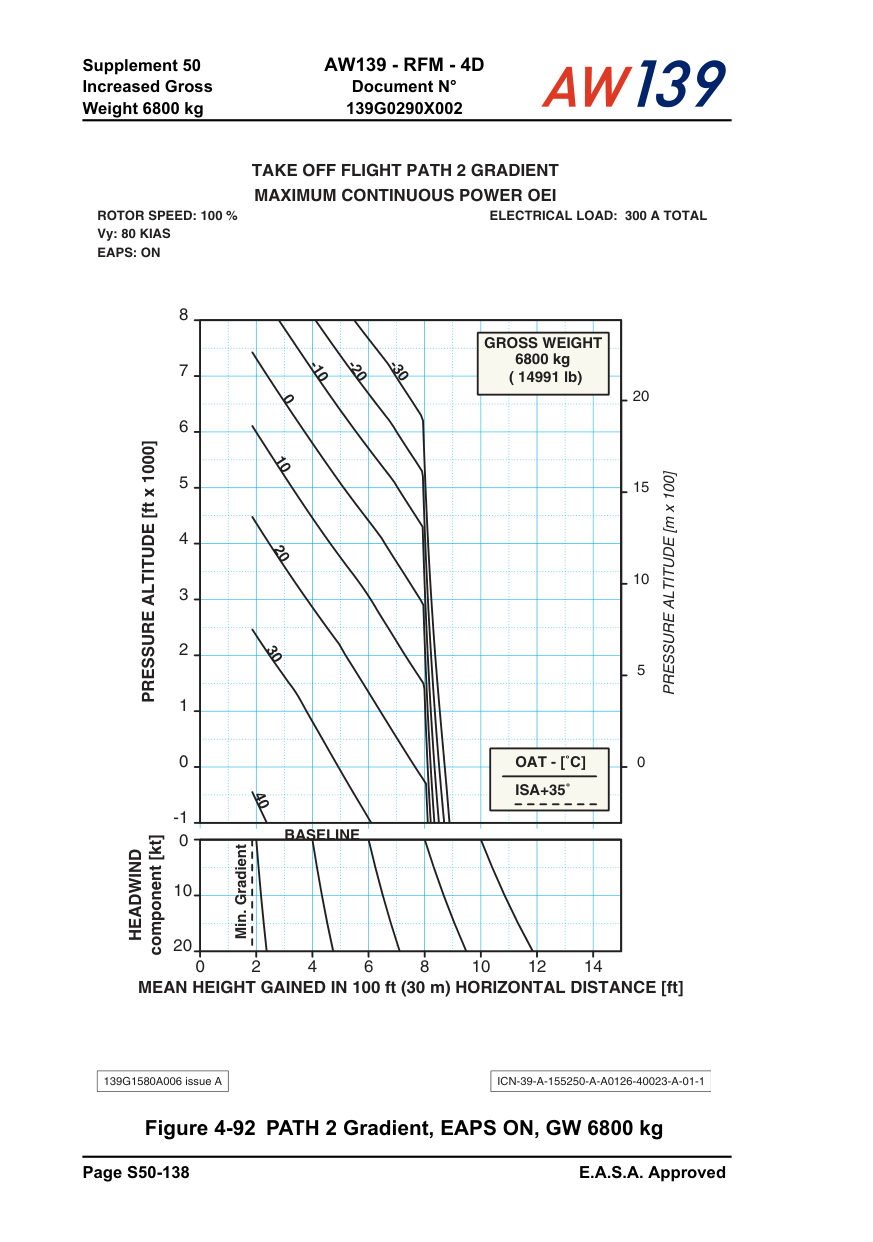 Supplement 50
Increased Gross
Weight 6800 kg
AW139 - RFM - 4D
Document N°
139G0290X002
AW139
TAKE OFF FLIGHT PATH 2 GRADIENT
MAXIMUM CONTINUOUS POWER OEI
ROTOR SPEED: 100 %
ELECTRICAL LOAD: 300 A TOTAL
Vy: 80 KIAS
EAPS: ON
GROSS WEIGHT
6800 kg
( 14991 lb)
PRESSURE ALTITUDE [ft x 1000]
8
7
6
5
4
3
2
1
0
-1
-30
-20
-10
0
10
20
30
40
20
15
10
5
0
PRESSURE ALTITUDE [m x 100]
OAT - [°C]
ISA+35°
BASELINE
HEADWIND
component [kt]
0
10
20
Min. Gradient
0 2 4 6 8 10 12 14
MEAN HEIGHT GAINED IN 100 ft (30 m) HORIZONTAL DISTANCE [ft]
139G1580A006 issue A
ICN-39-A-155250-A-A0126-40023-A-01-1
Figure 4-92 PATH 2 Gradient, EAPS ON, GW 6800 kg
Page S50-138
E.A.S.A. Approved